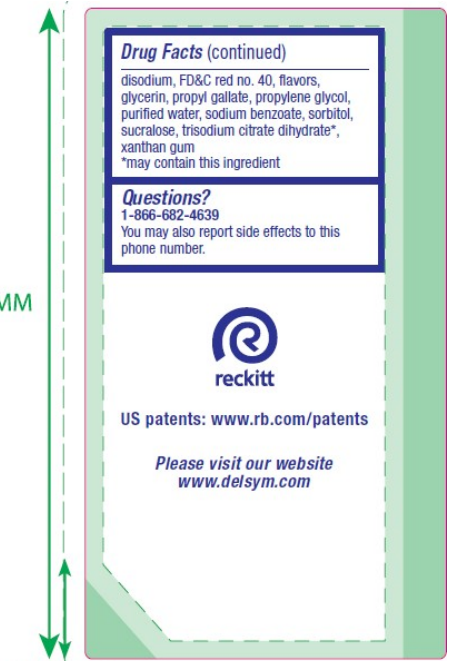 Drug Facts (continued)
disodium, FD&C red no. 40, flavors,
glycerin, propyl gallate, propylene glycol,
purified water, sodium benzoate, sorbitol,
sucralose, trisodium citrate dihydrate*,
xanthan gum
*may contain this ingredient
Questions?
1-866-682-4639
You may also report side effects to this
phone number.
MM
reckitt
US patents: www.rb.com/patents
Please visit our website
www.delsym.com